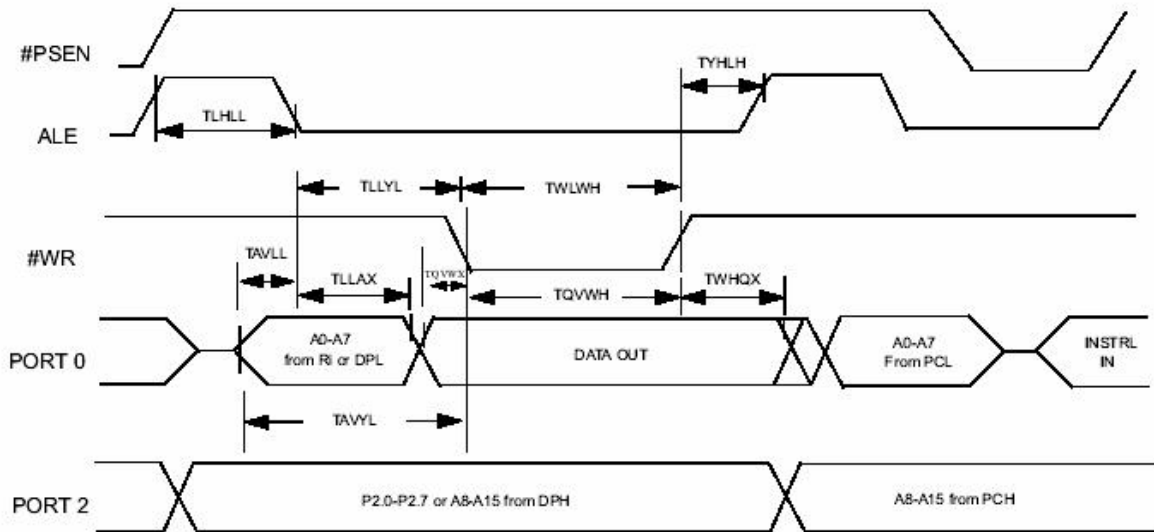 #PSEN
TYHLH
TLHLL
ALE
TLLYL
TWLWH
#WR
TAVLL
TQVWX
TLLAX
TQVWH
TWHQX
PORT 0
A0-A7
from Ri or DPL
DATA OUT
A0-A7
From PCL
INSTRL
IN
TAVYL
PORT 2
P2.0-P2.7 or A8-A15 from DPH
A8-A15 from PCH